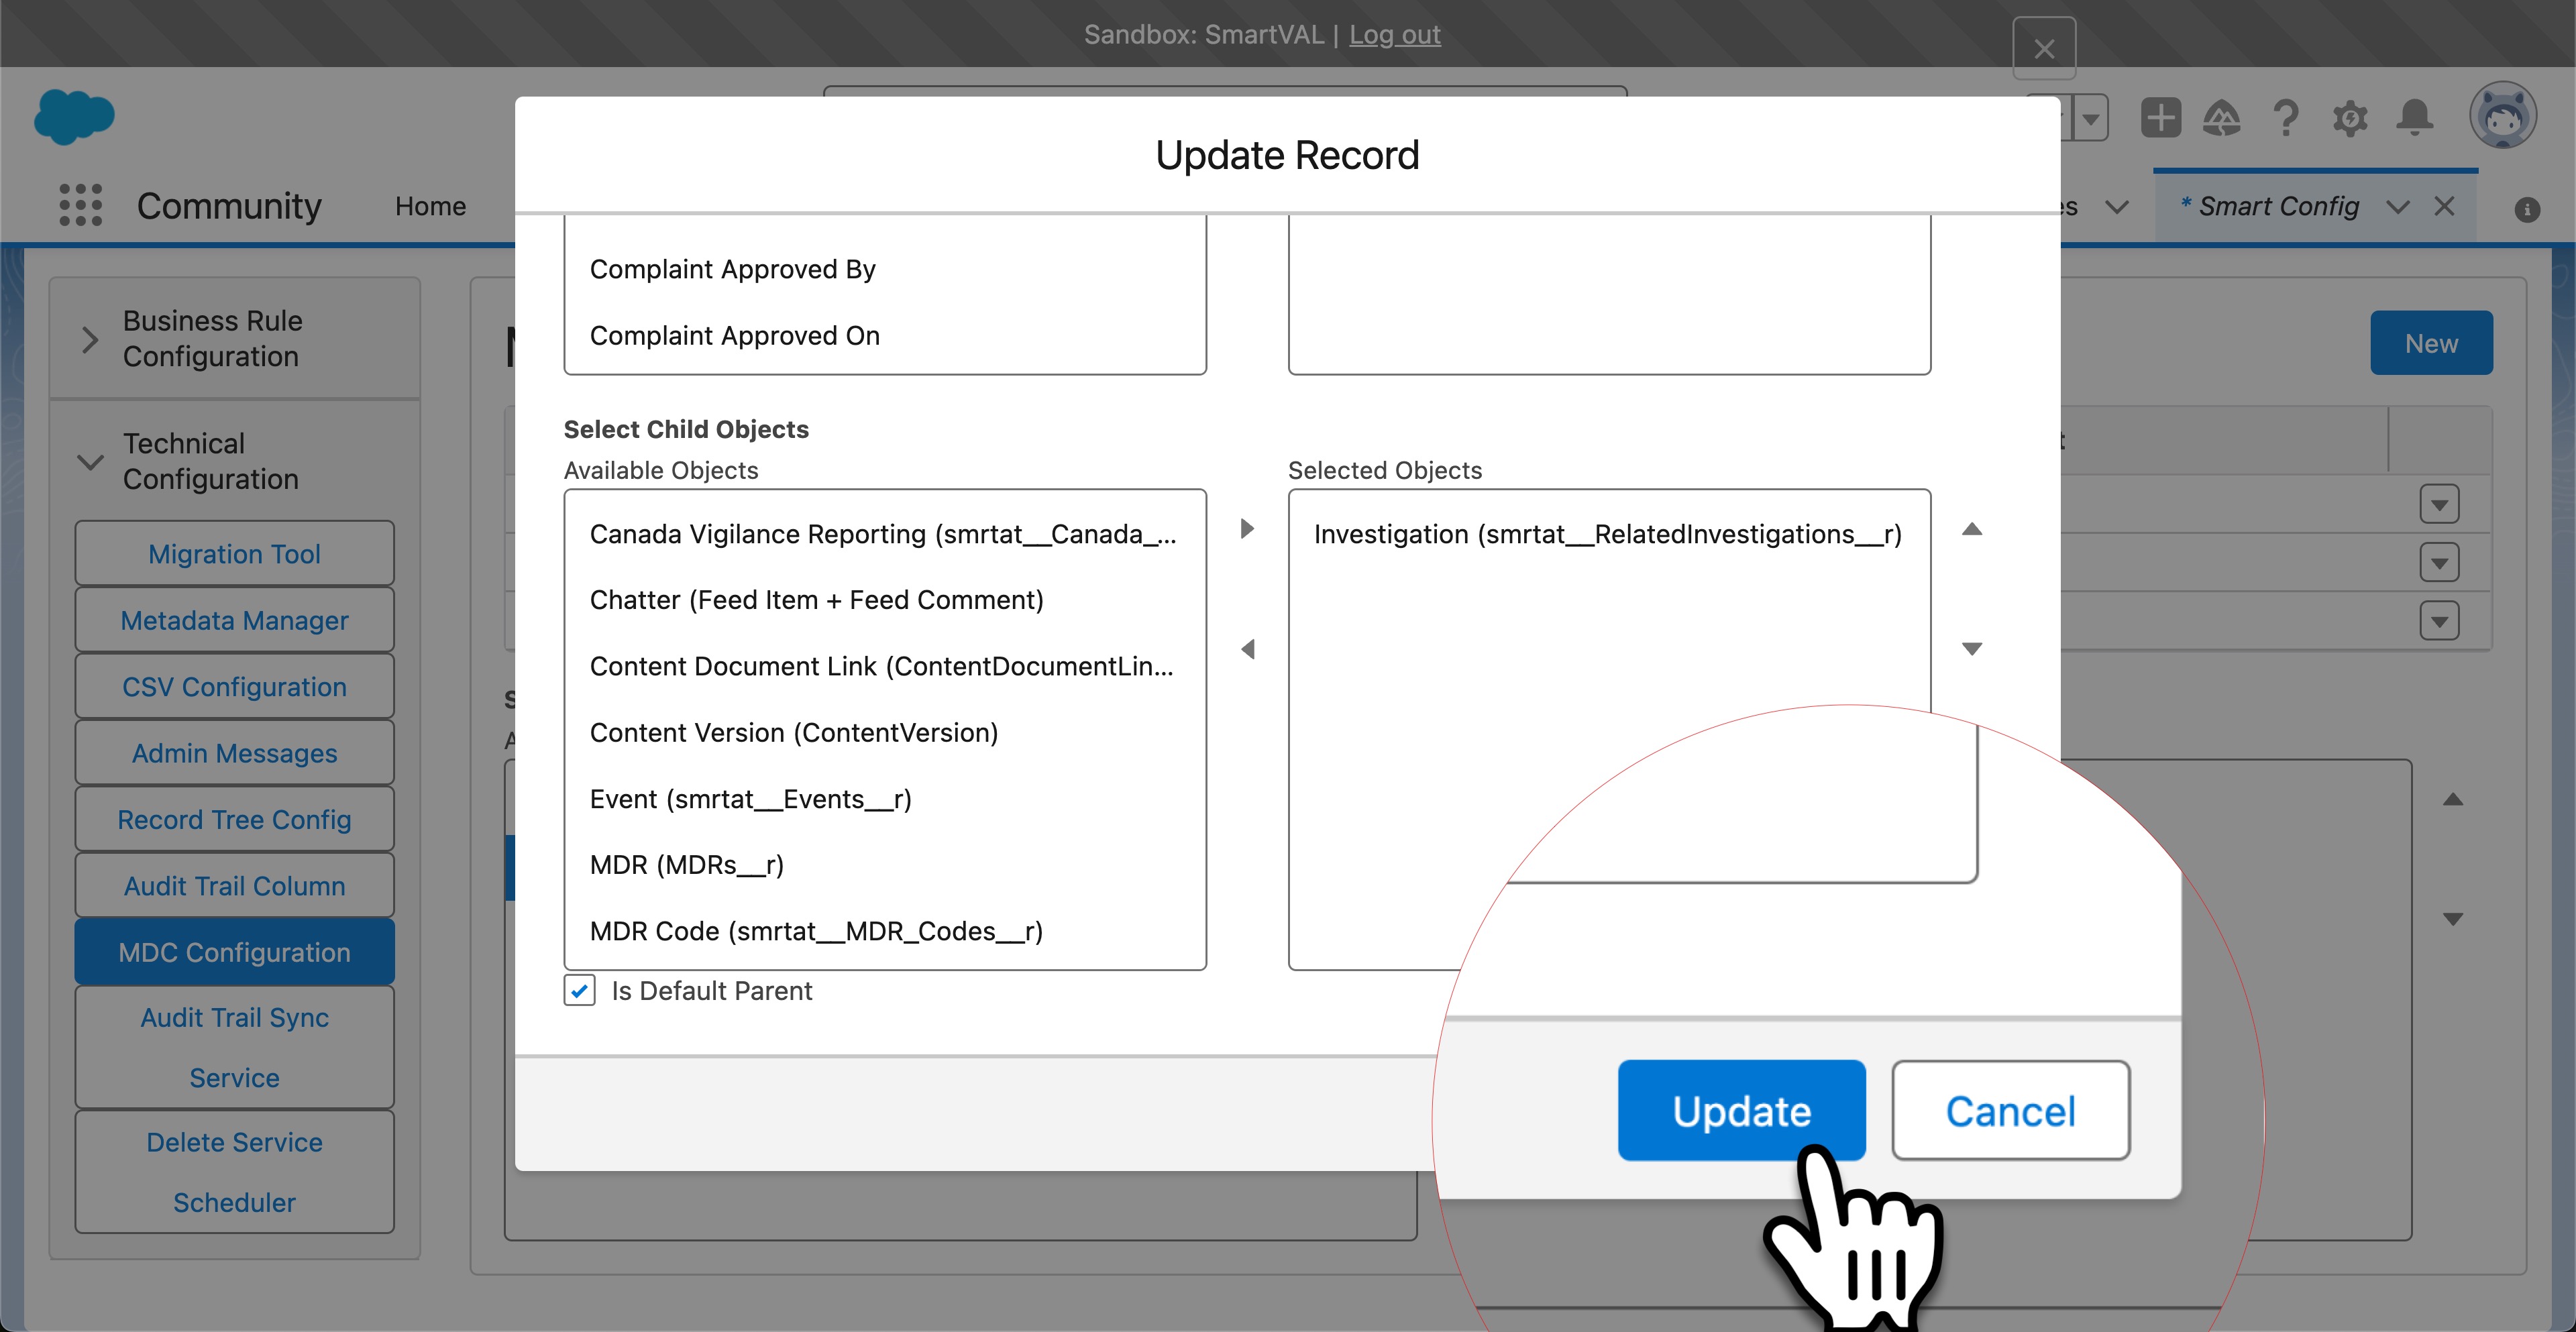 Sandbox: SmartVAL | Log out
Update Record
Community
Home
* Smart Config
Business Rule
Configuration
Technical
Configuration
Migration Tool
Metadata Manager
CSV Configuration
Admin Messages
Record Tree Config
Audit Trail Column
MDC Configuration
Audit Trail Sync
Service
Delete Service
Scheduler
New
Complaint Approved By
Complaint Approved On
Select Child Objects
Available Objects
Selected Objects
Canada Vigilance Reporting (smrtat__Canada_...
Chatter (Feed Item + Feed Comment)
Content Document Link (ContentDocumentLin...
Content Version (ContentVersion)
Event (smrtat__Events__r)
MDR (MDRs__r)
MDR Code (smrtat__MDR_Codes__r)
Investigation (smrtat__RelatedInvestigations__r)
Is Default Parent
Update
Cancel